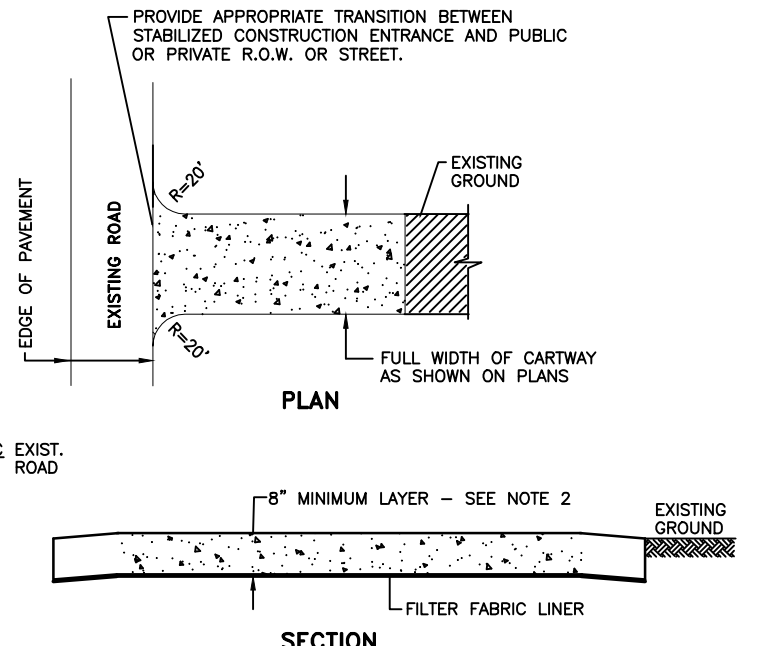 PROVIDE APPROPRIATE TRANSITION BETWEEN
STABILIZED CONSTRUCTION ENTRANCE AND PUBLIC
OR PRIVATE R.O.W. OR STREET.
EDGE OF PAVEMENT
EXISTING ROAD
R=20'
EXISTING
GROUND
R=20'
FULL WIDTH OF CARTWAY
AS SHOWN ON PLANS
PLAN
EXIST.
ROAD
8" MINIMUM LAYER – SEE NOTE 2
EXISTING
GROUND
FILTER FABRIC LINER
SECTION